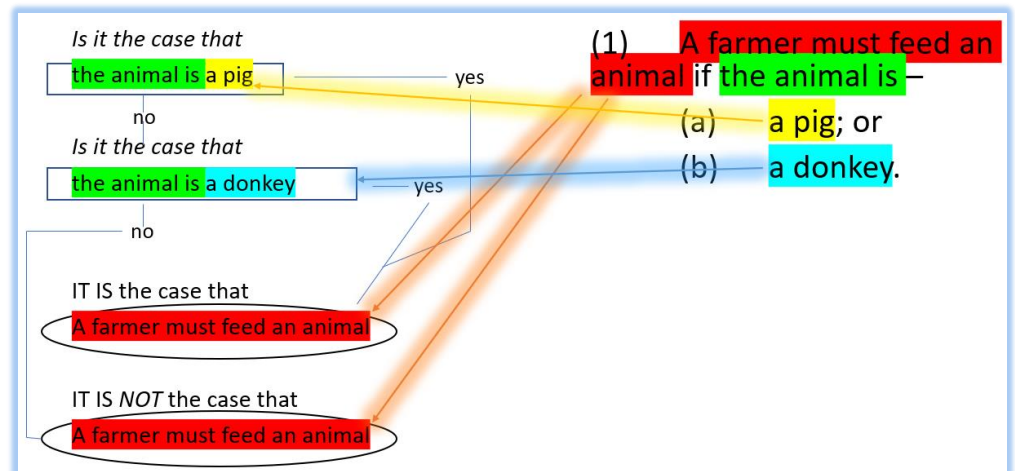 Is it the case that
the animal is a pig
yes
no
Is it the case that
the animal is a donkey
yes
no
IT IS the case that
A farmer must feed an animal
IT IS NOT the case that
A farmer must feed an animal
(1) A farmer must feed an
animal if the animal is –
(a) a pig; or
(b) a donkey.